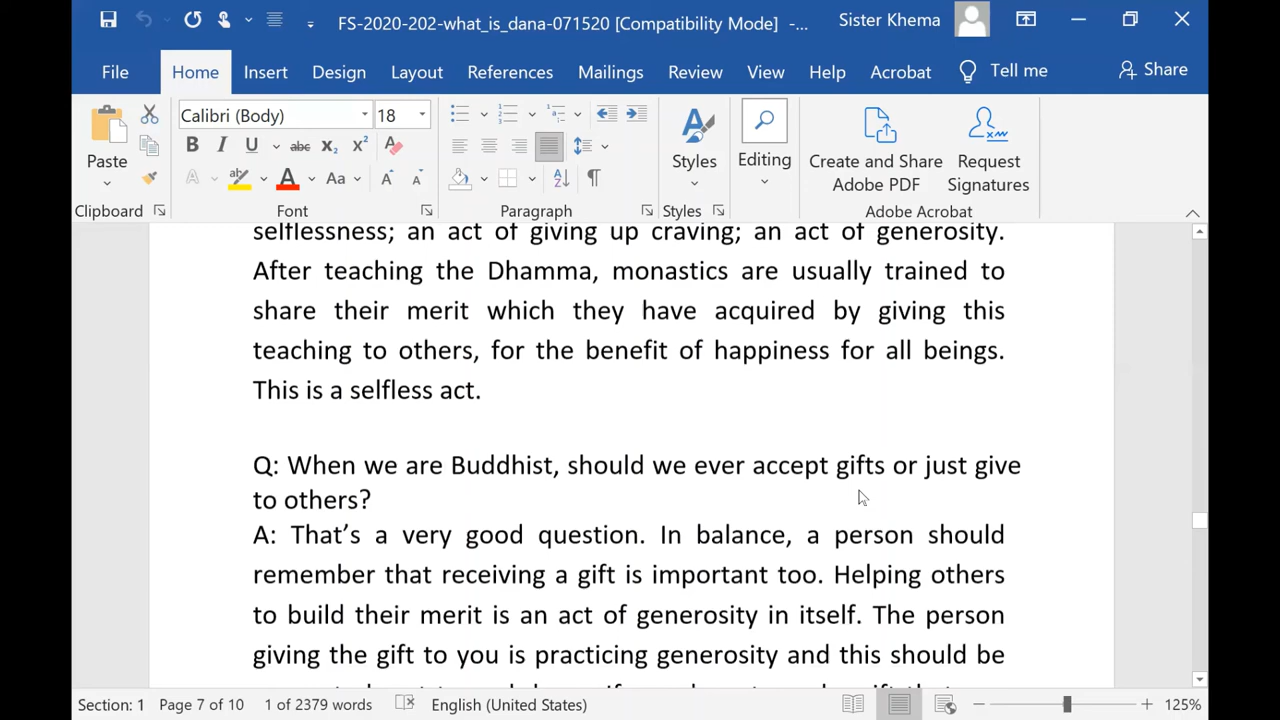 FS-2020-202-what_is_dana-071520 [Compatibility Mode] -...
Sister Khema
File Home Insert Design Layout References Mailings Review View Help Acrobat Tell me Share
Calibri (Body) 18
Paste
Styles
Editing
Create and Share Adobe PDF
Request Signatures
Clipboard Font Paragraph Styles Adobe Acrobat
selflessness; an act of giving up craving; an act of generosity.
After teaching the Dhamma, monastics are usually trained to
share their merit which they have acquired by giving this
teaching to others, for the benefit of happiness for all beings.
This is a selfless act.
Q: When we are Buddhist, should we ever accept gifts or just give
to others?
A: That’s a very good question. In balance, a person should
remember that receiving a gift is important too. Helping others
to build their merit is an act of generosity in itself. The person
giving the gift to you is practicing generosity and this should be
Section: 1 Page 7 of 10 1 of 2379 words English (United States) 125%